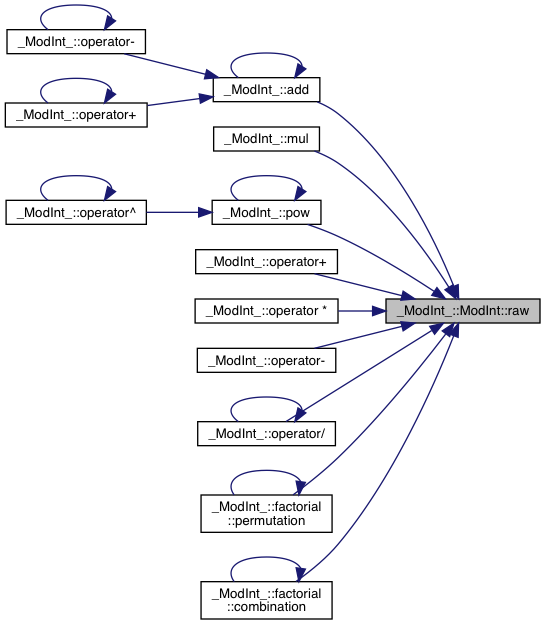 _ModInt_::operator-
_ModInt_::add
_ModInt_::operator+
_ModInt_::mul
_ModInt_::operator^
_ModInt_::pow
_ModInt_::operator+
_ModInt_::operator *
_ModInt_::ModInt::raw
_ModInt_::operator-
_ModInt_::operator/
_ModInt_::factorial
::permutation
_ModInt_::factorial
::combination